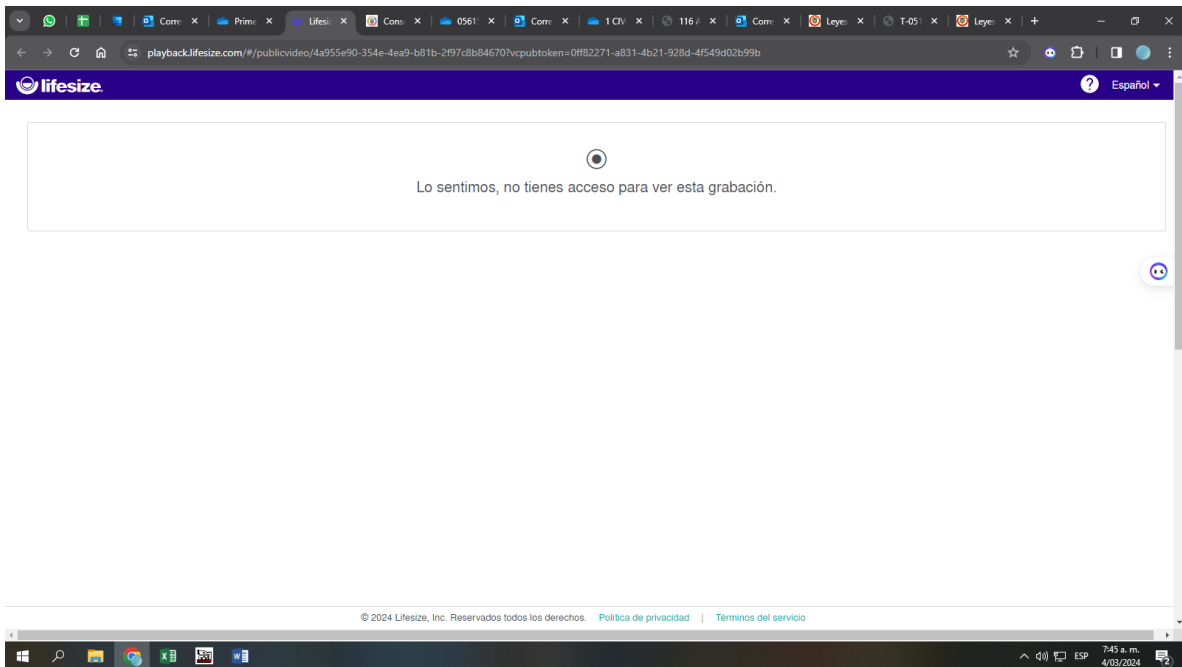 Corre
Prime
Lifesi
Cons
0561
Corre
1 CIV
116 A
Corre
Leyes
T-051
Leyes
playback.lifesize.com/#/publicvideo/4a955e90-354e-4ea9-b81b-2f97c8b84670?vcpubtoken=0ff82271-a831-4b21-928d-4f549d02b99b
lifesize
? Español
Lo sentimos, no tienes acceso para ver esta grabación.
© 2024 Lifesize, Inc. Reservados todos los derechos. Política de privacidad | Términos del servicio
ESP
7:45 a. m.
4/03/2024
2